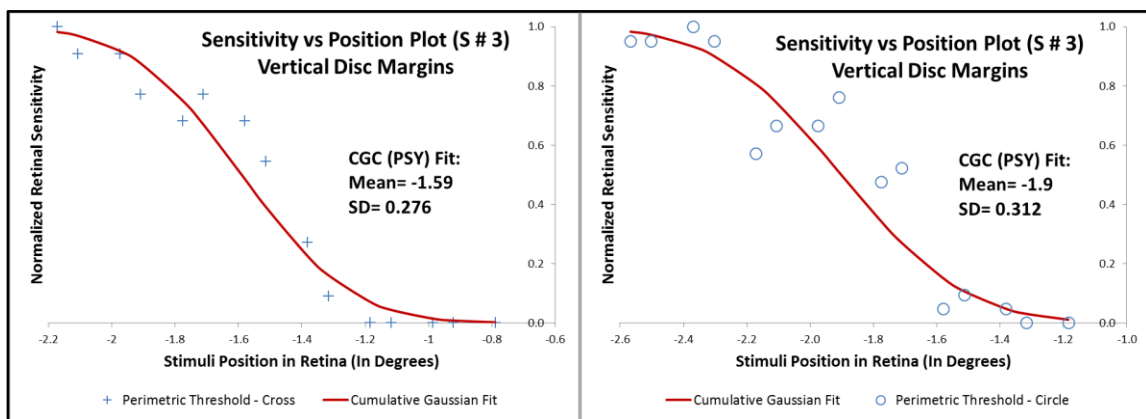 Sensitivity vs Position Plot (S # 3)
Vertical Disc Margins
CGC (PSY) Fit:
Mean= -1.59
SD= 0.276
Normalized Retinal Sensitivity
1.0
0.8
0.6
0.4
0.2
0.0
-2.2 -2 -1.8 -1.6 -1.4 -1.2 -1 -0.8 -0.6
Stimuli Position in Retina (In Degrees)
Perimetric Threshold - Cross Cumulative Gaussian Fit
Sensitivity vs Position Plot (S # 3)
Vertical Disc Margins
CGC (PSY) Fit:
Mean= -1.9
SD= 0.312
Normalized Retinal Sensitivity
1.0
0.8
0.6
0.4
0.2
0.0
-2.6 -2.4 -2.2 -2.0 -1.8 -1.6 -1.4 -1.2 -1.0
Stimuli Position in Retina (In Degrees)
Cumulative Gaussian Fit Perimetric Threshold - Circle